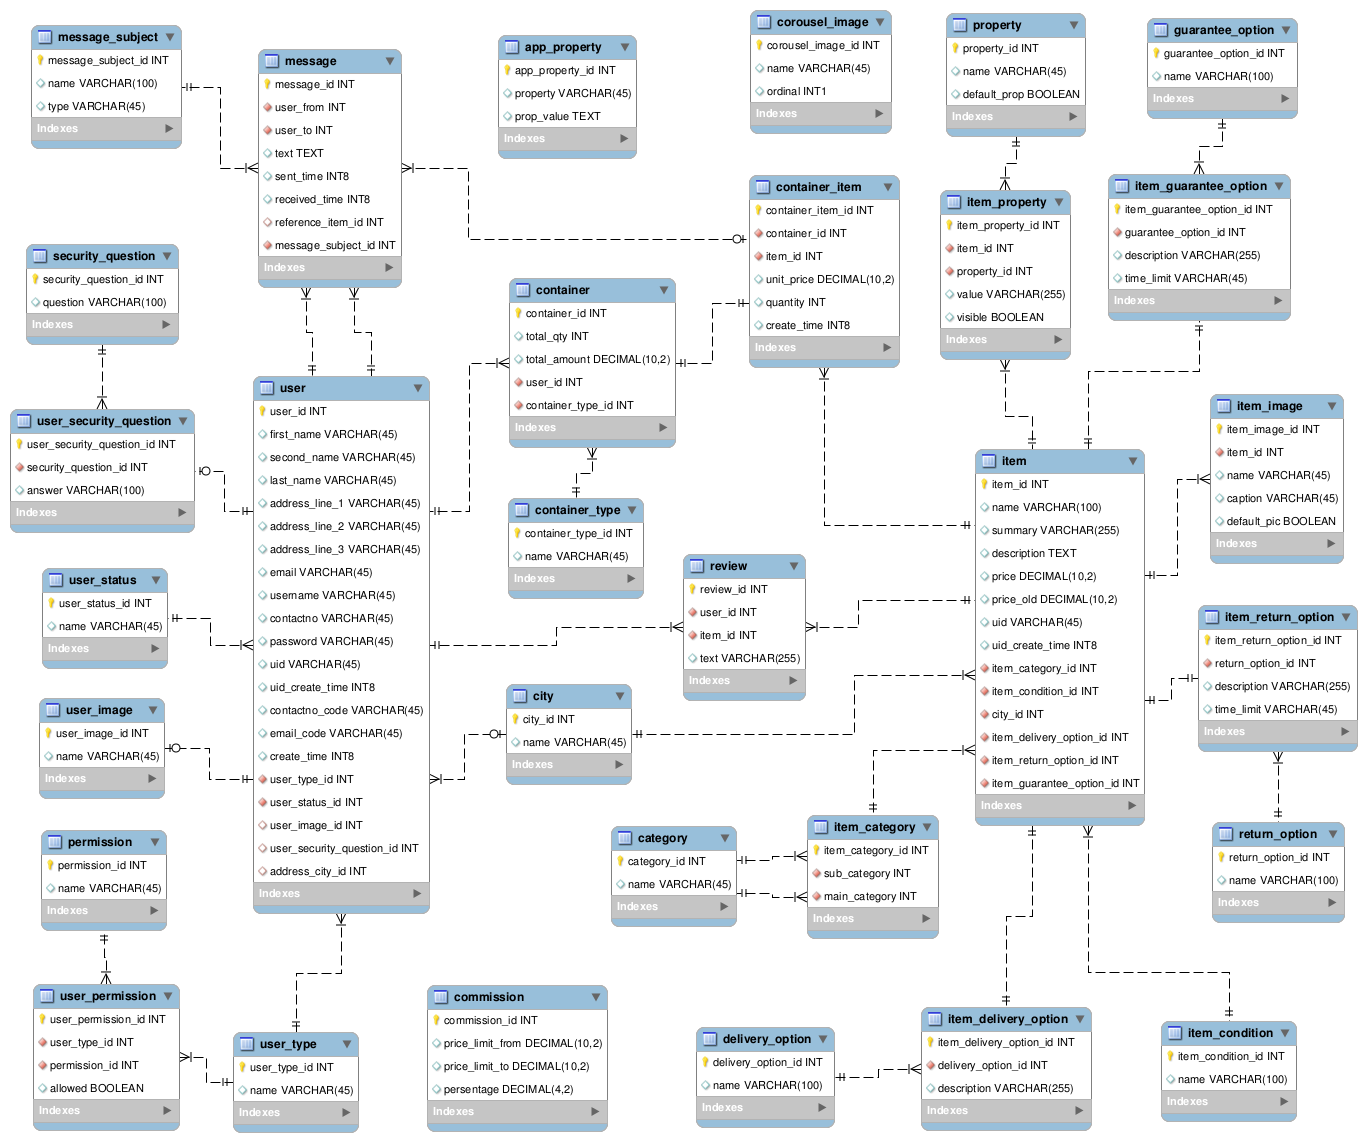 message_subject
message_subject_id INT
name VARCHAR(100)
type VARCHAR(45)
Indexes
message
message_id INT
user_from INT
user_to INT
text TEXT
sent_time INT8
received_time INT8
reference_item_id INT
message_subject_id INT
Indexes
app_property
app_property_id INT
property VARCHAR(45)
prop_value TEXT
Indexes
corousel_image
corousel_image_id INT
name VARCHAR(45)
ordinal INT1
Indexes
property
property_id INT
name VARCHAR(45)
default_prop BOOLEAN
Indexes
guarantee_option
guarantee_option_id INT
name VARCHAR(100)
Indexes
container_item
container_item_id INT
container_id INT
item_id INT
unit_price DECIMAL(10,2)
quantity INT
create_time INT8
Indexes
item_property
item_property_id INT
item_id INT
property_id INT
value VARCHAR(255)
visible BOOLEAN
Indexes
item_guarantee_option
item_guarantee_option_id INT
guarantee_option_id INT
description VARCHAR(255)
time_limit VARCHAR(45)
Indexes
security_question
security_question_id INT
question VARCHAR(100)
Indexes
container
container_id INT
total_qty INT
total_amount DECIMAL(10,2)
user_id INT
container_type_id INT
Indexes
user_security_question
user_security_question_id INT
security_question_id INT
answer VARCHAR(100)
Indexes
user
user_id INT
first_name VARCHAR(45)
second_name VARCHAR(45)
last_name VARCHAR(45)
address_line_1 VARCHAR(45)
address_line_2 VARCHAR(45)
address_line_3 VARCHAR(45)
email VARCHAR(45)
username VARCHAR(45)
contactno VARCHAR(45)
password VARCHAR(45)
uid VARCHAR(45)
uid_create_time INT8
contactno_code VARCHAR(45)
email_code VARCHAR(45)
create_time INT8
user_type_id INT
user_status_id INT
user_image_id INT
user_security_question_id INT
address_city_id INT
Indexes
item_image
item_image_id INT
item_id INT
name VARCHAR(45)
caption VARCHAR(45)
default_pic BOOLEAN
Indexes
item
item_id INT
name VARCHAR(100)
summary VARCHAR(255)
description TEXT
price DECIMAL(10,2)
price_old DECIMAL(10,2)
uid VARCHAR(45)
uid_create_time INT8
item_category_id INT
item_condition_id INT
city_id INT
item_delivery_option_id INT
item_return_option_id INT
item_guarantee_option_id INT
Indexes
container_type
container_type_id INT
name VARCHAR(45)
Indexes
review
review_id INT
user_id INT
item_id INT
text VARCHAR(255)
Indexes
user_status
user_status_id INT
name VARCHAR(45)
Indexes
item_return_option
item_return_option_id INT
return_option_id INT
description VARCHAR(255)
time_limit VARCHAR(45)
Indexes
user_image
user_image_id INT
name VARCHAR(45)
Indexes
city
city_id INT
name VARCHAR(45)
Indexes
permission
permission_id INT
name VARCHAR(45)
Indexes
category
category_id INT
name VARCHAR(45)
Indexes
item_category
item_category_id INT
sub_category INT
main_category INT
Indexes
return_option
return_option_id INT
name VARCHAR(100)
Indexes
user_permission
user_permission_id INT
user_type_id INT
permission_id INT
allowed BOOLEAN
Indexes
user_type
user_type_id INT
name VARCHAR(45)
Indexes
commission
commission_id INT
price_limit_from DECIMAL(10,2)
price_limit_to DECIMAL(10,2)
persentage DECIMAL(4,2)
Indexes
delivery_option
delivery_option_id INT
name VARCHAR(100)
Indexes
item_delivery_option
item_delivery_option_id INT
delivery_option_id INT
description VARCHAR(255)
Indexes
item_condition
item_condition_id INT
name VARCHAR(100)
Indexes